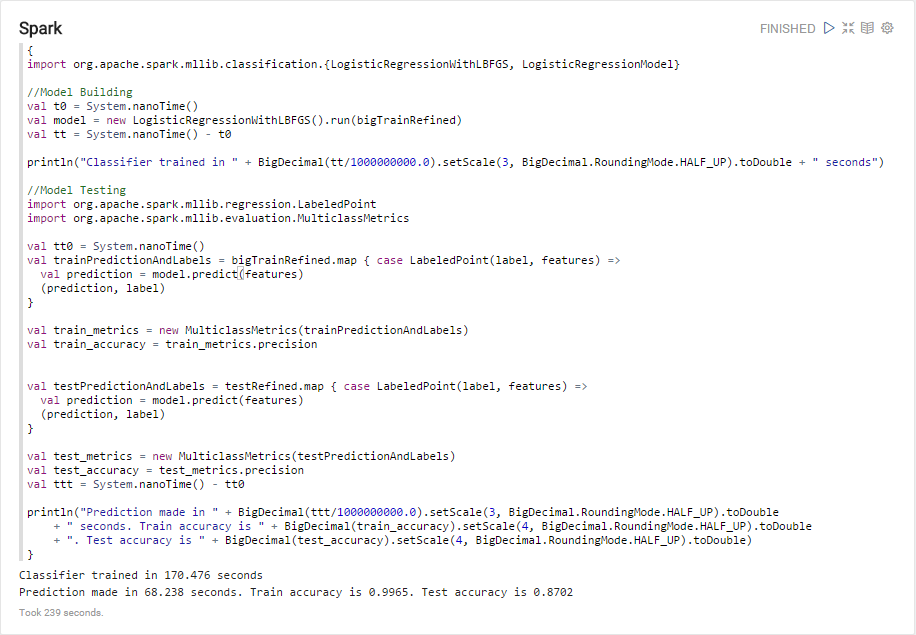 Spark
FINISHED
{
import org.apache.spark.mllib.classification.{LogisticRegressionWithLBFGS, LogisticRegressionModel}
//Model Building
val t0 = System.nanoTime()
val model = new LogisticRegressionWithLBFGS().run(bigTrainRefined)
val tt = System.nanoTime() - t0
println("Classifier trained in " + BigDecimal(tt/1000000000.0).setScale(3, BigDecimal.RoundingMode.HALF_UP).toDouble + " seconds")
//Model Testing
import org.apache.spark.mllib.regression.LabeledPoint
import org.apache.spark.mllib.evaluation.MulticlassMetrics
val tt0 = System.nanoTime()
val trainPredictionAndLabels = bigTrainRefined.map { case LabeledPoint(label, features) =>
  val prediction = model.predict(features)
  (prediction, label)
}
val train_metrics = new MulticlassMetrics(trainPredictionAndLabels)
val train_accuracy = train_metrics.precision
val testPredictionAndLabels = testRefined.map { case LabeledPoint(label, features) =>
  val prediction = model.predict(features)
  (prediction, label)
}
val test_metrics = new MulticlassMetrics(testPredictionAndLabels)
val test_accuracy = test_metrics.precision
val ttt = System.nanoTime() - tt0
println("Prediction made in " + BigDecimal(ttt/1000000000.0).setScale(3, BigDecimal.RoundingMode.HALF_UP).toDouble
    + " seconds. Train accuracy is " + BigDecimal(train_accuracy).setScale(4, BigDecimal.RoundingMode.HALF_UP).toDouble
    + ". Test accuracy is " + BigDecimal(test_accuracy).setScale(4, BigDecimal.RoundingMode.HALF_UP).toDouble)
}
Classifier trained in 170.476 seconds
Prediction made in 68.238 seconds. Train accuracy is 0.9965. Test accuracy is 0.8702
Took 239 seconds.